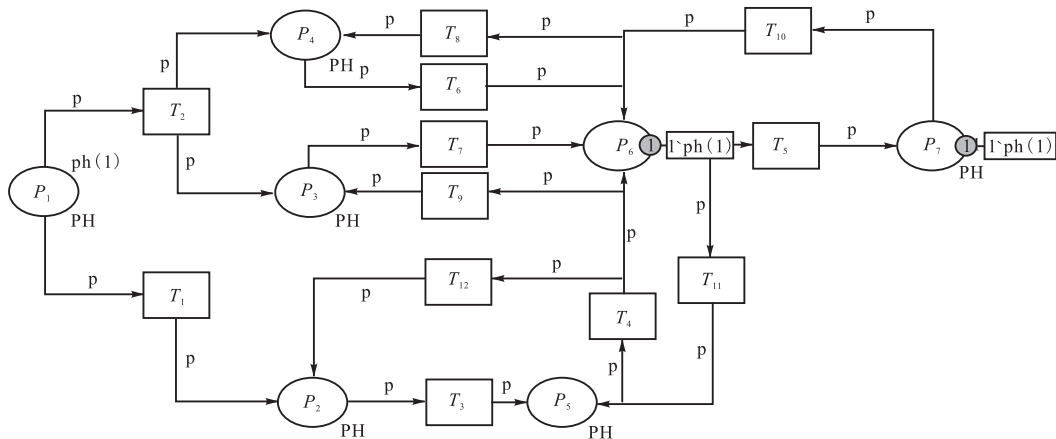 p p p p
P₄ T₈ T₁₀
PH
p p
T₆
p p
T₂
p p p
T₇
P₆ 1 1`ph(1) T₅ P₇ 1 1`ph(1)
ph(1)
p PH
P₁ P₃ p T₉
PH PH
p
p
p p
T₁₂ T₁₁
T₁ p
T₄
p p p
P₂ p T₃ p P₅
PH PH